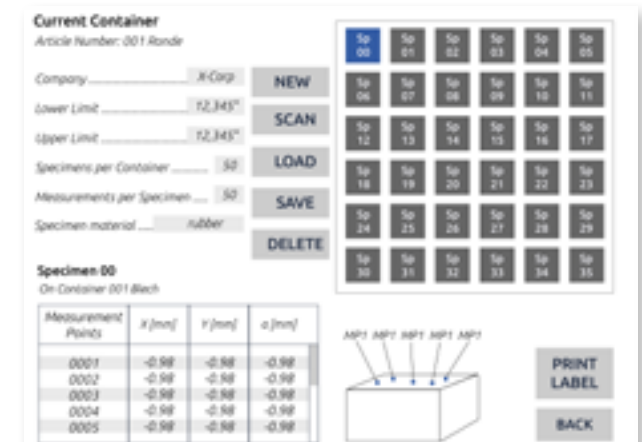 Current Container
Article Number: 001 Ronde
Company X-Corp
Lower Limit 12,345°
Upper Limit 12,345°
Specimens per Container 50
Measurements per Specimen 50
Specimen material rubber
NEW
SCAN
LOAD
SAVE
DELETE
Sp 00 Sp 01 Sp 02 Sp 03 Sp 04 Sp 05
Sp 06 Sp 07 Sp 08 Sp 09 Sp 10 Sp 11
Sp 12 Sp 13 Sp 14 Sp 15 Sp 16 Sp 17
Sp 18 Sp 19 Sp 20 Sp 21 Sp 22 Sp 23
Sp 24 Sp 25 Sp 26 Sp 27 Sp 28 Sp 29
Sp 30 Sp 31 Sp 32 Sp 33 Sp 34 Sp 35
Specimen 00
On Container 001 Blech
Measurement Points X [mm] Y [mm] a [mm]
0001 -0.98 -0.98 -0.98
0002 -0.98 -0.98 -0.98
0003 -0.98 -0.98 -0.98
0004 -0.98 -0.98 -0.98
0005 -0.98 -0.98 -0.98
MP1 MP1 MP1 MP1 MP1
PRINT
LABEL
BACK